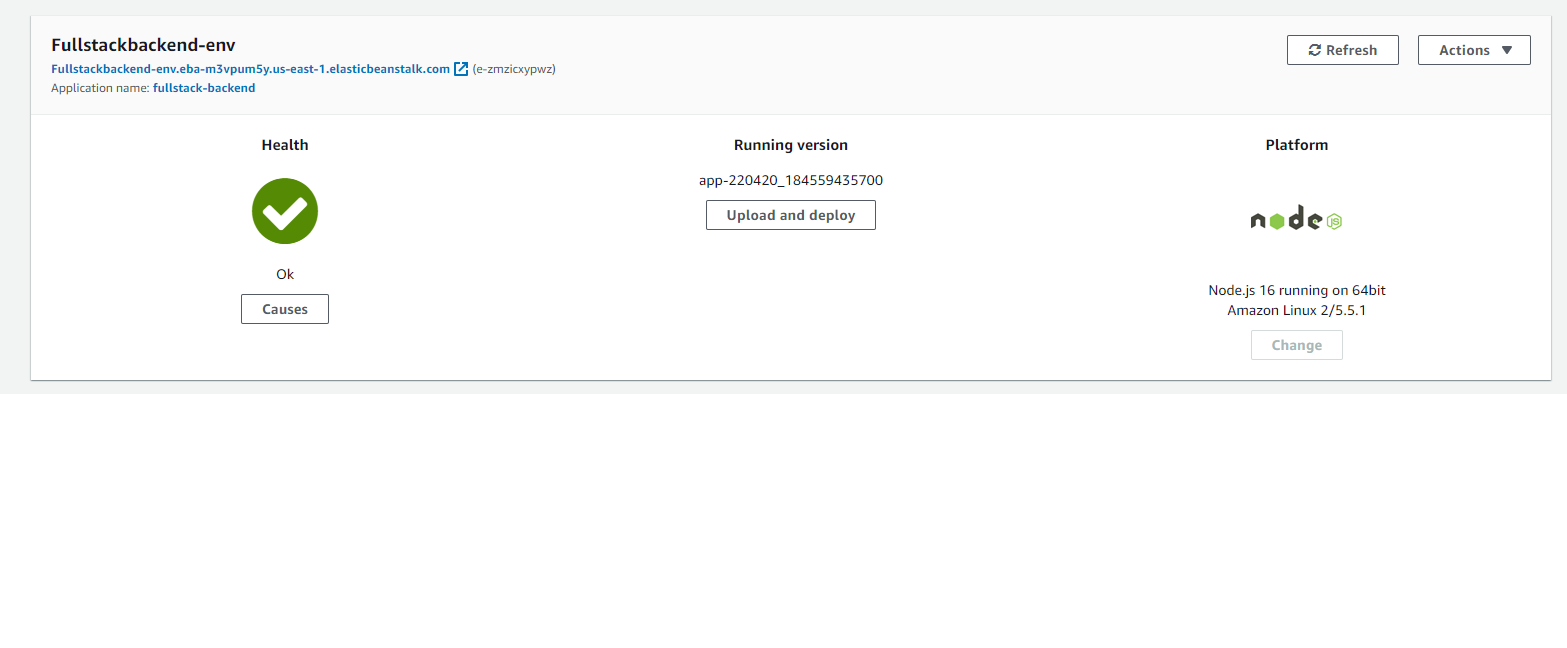 Fullstackbackend-env
Refresh
Actions
Fullstackbackend-env.eba-m3vpum5y.us-east-1.elasticbeanstalk.com (e-zmzicxypwz)
Application name: fullstack-backend
Health
Running version
Platform
app-220420_184559435700
Upload and deploy
node JS
Ok
Causes
Node.js 16 running on 64bit
Amazon Linux 2/5.5.1
Change